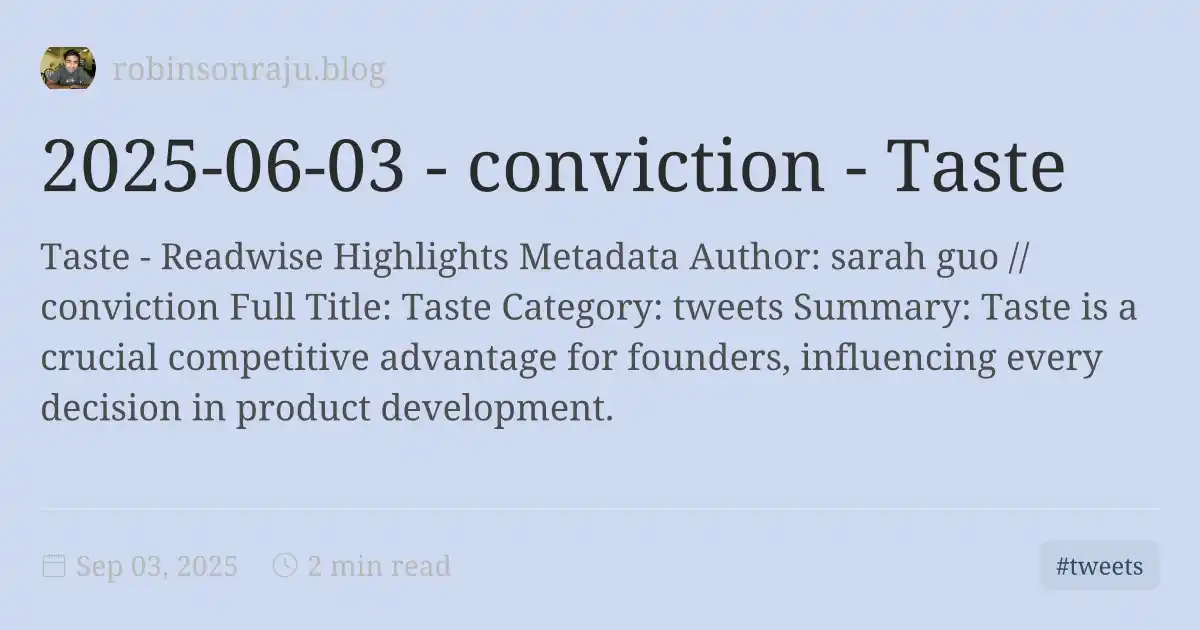 robinsonraju.blog
2025-06-03 - conviction - Taste
Taste - Readwise Highlights Metadata Author: sarah guo //
conviction Full Title: Taste Category: tweets Summary: Taste is a
crucial competitive advantage for founders, influencing every
decision in product development.
Sep 03, 2025 2 min read #tweets